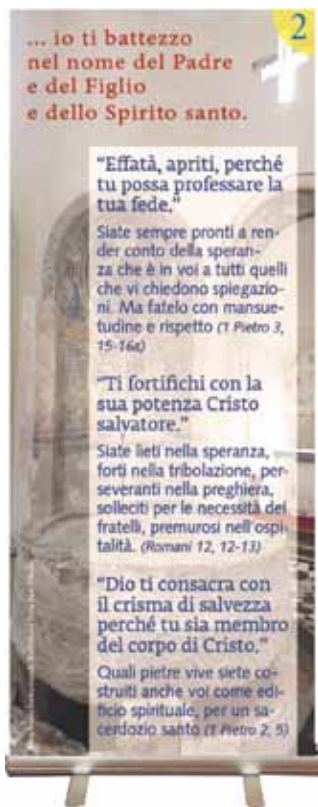 2
... io ti battezzo
nel nome del Padre
e del Figlio
e dello Spirito santo.
“Effatà, apriti, perché
tu possa professare la
tua fede.”
Siate sempre pronti a ren-
der conto della speran-
za che è in voi a tutti quelli
che vi chiedono spiegazio-
ni. Ma fatelo con mansue-
tudine e rispetto (1 Pietro 3,
15-16a)
“Ti fortifichi con la
sua potenza Cristo
salvatore.”
Siate lieti nella speranza,
forti nella tribolazione, per-
severanti nella preghiera,
solleciti per le necessità dei
fratelli, premurosi nell'ospi-
talità. (Romani 12, 12-13)
“Dio ti consacra con
il crisma di salvezza
perché tu sia membro
del corpo di Cristo.”
Quali pietre vive siete co-
struiti anche voi come edi-
ficio spirituale, per un sa-
cerdozio santo (1 Pietro 2, 5)